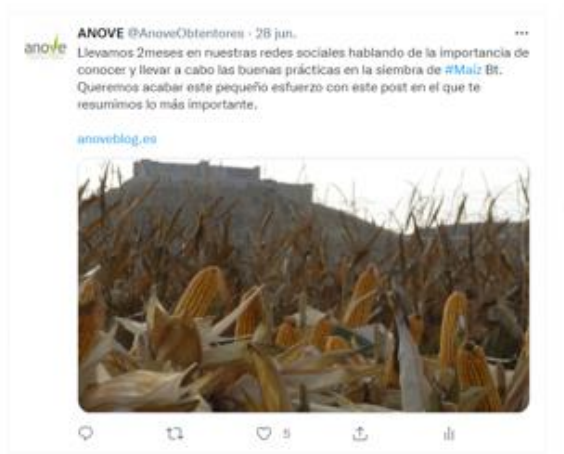 ANOVE @AnoveObtentores · 28 jun.
anove
Llevamos 2meses en nuestras redes sociales hablando de la importancia de
conocer y llevar a cabo las buenas prácticas en la siembra de #Maíz Bt.
Queremos acabar este pequeño esfuerzo con este post en el que te
resumimos lo más importante.
anoveblog.es
5